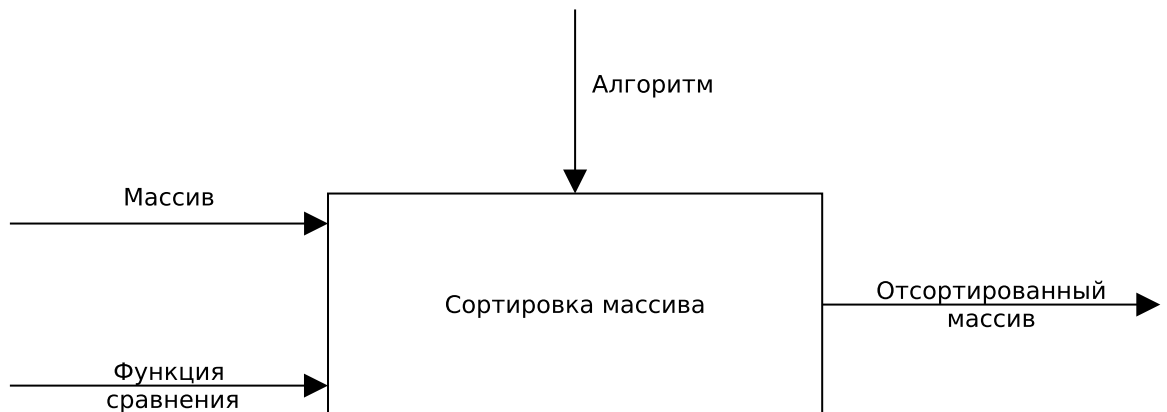 Алгоритм
Массив
Сортировка массива
Отсортированный
массив
Функция
сравнения